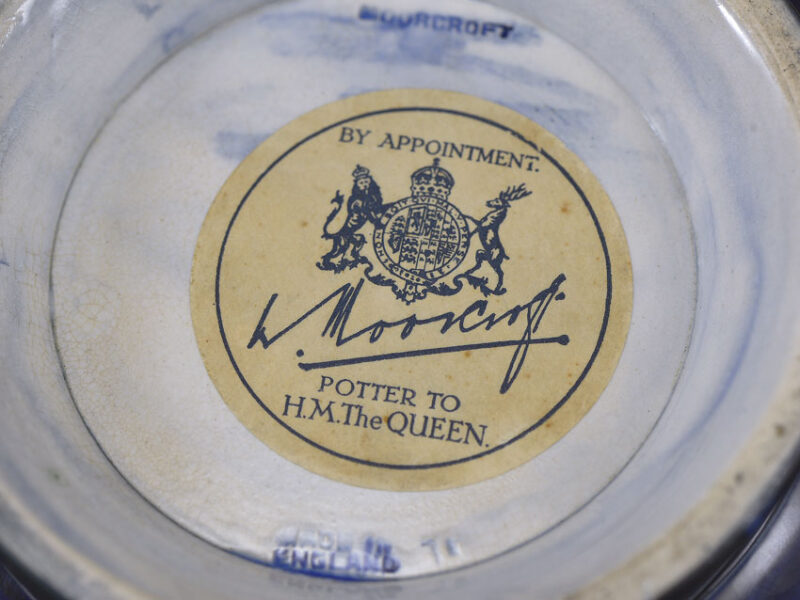 MOORCROFT
BY APPOINTMENT.
W. Moorcroft.
POTTER TO
H.M.The QUEEN.
MADE IN
ENGLAND